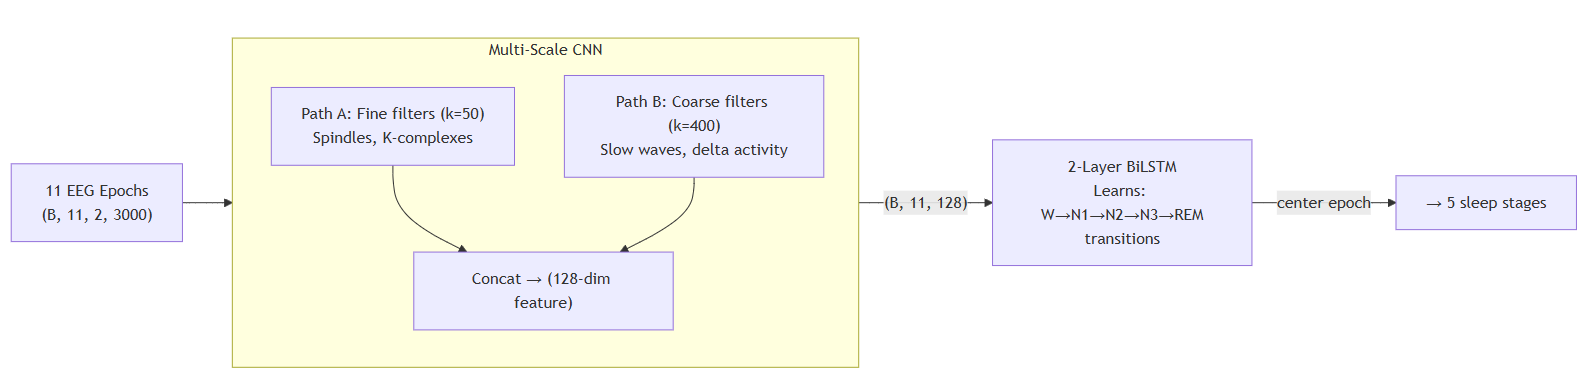 11 EEG Epochs
(B, 11, 2, 3000)
Multi-Scale CNN
Path A: Fine filters (k=50)
Spindles, K-complexes
Path B: Coarse filters
(k=400)
Slow waves, delta activity
Concat → (128-dim
feature)
(B, 11, 128)
2-Layer BiLSTM
Learns:
W→N1→N2→N3→REM
transitions
center epoch
→ 5 sleep stages